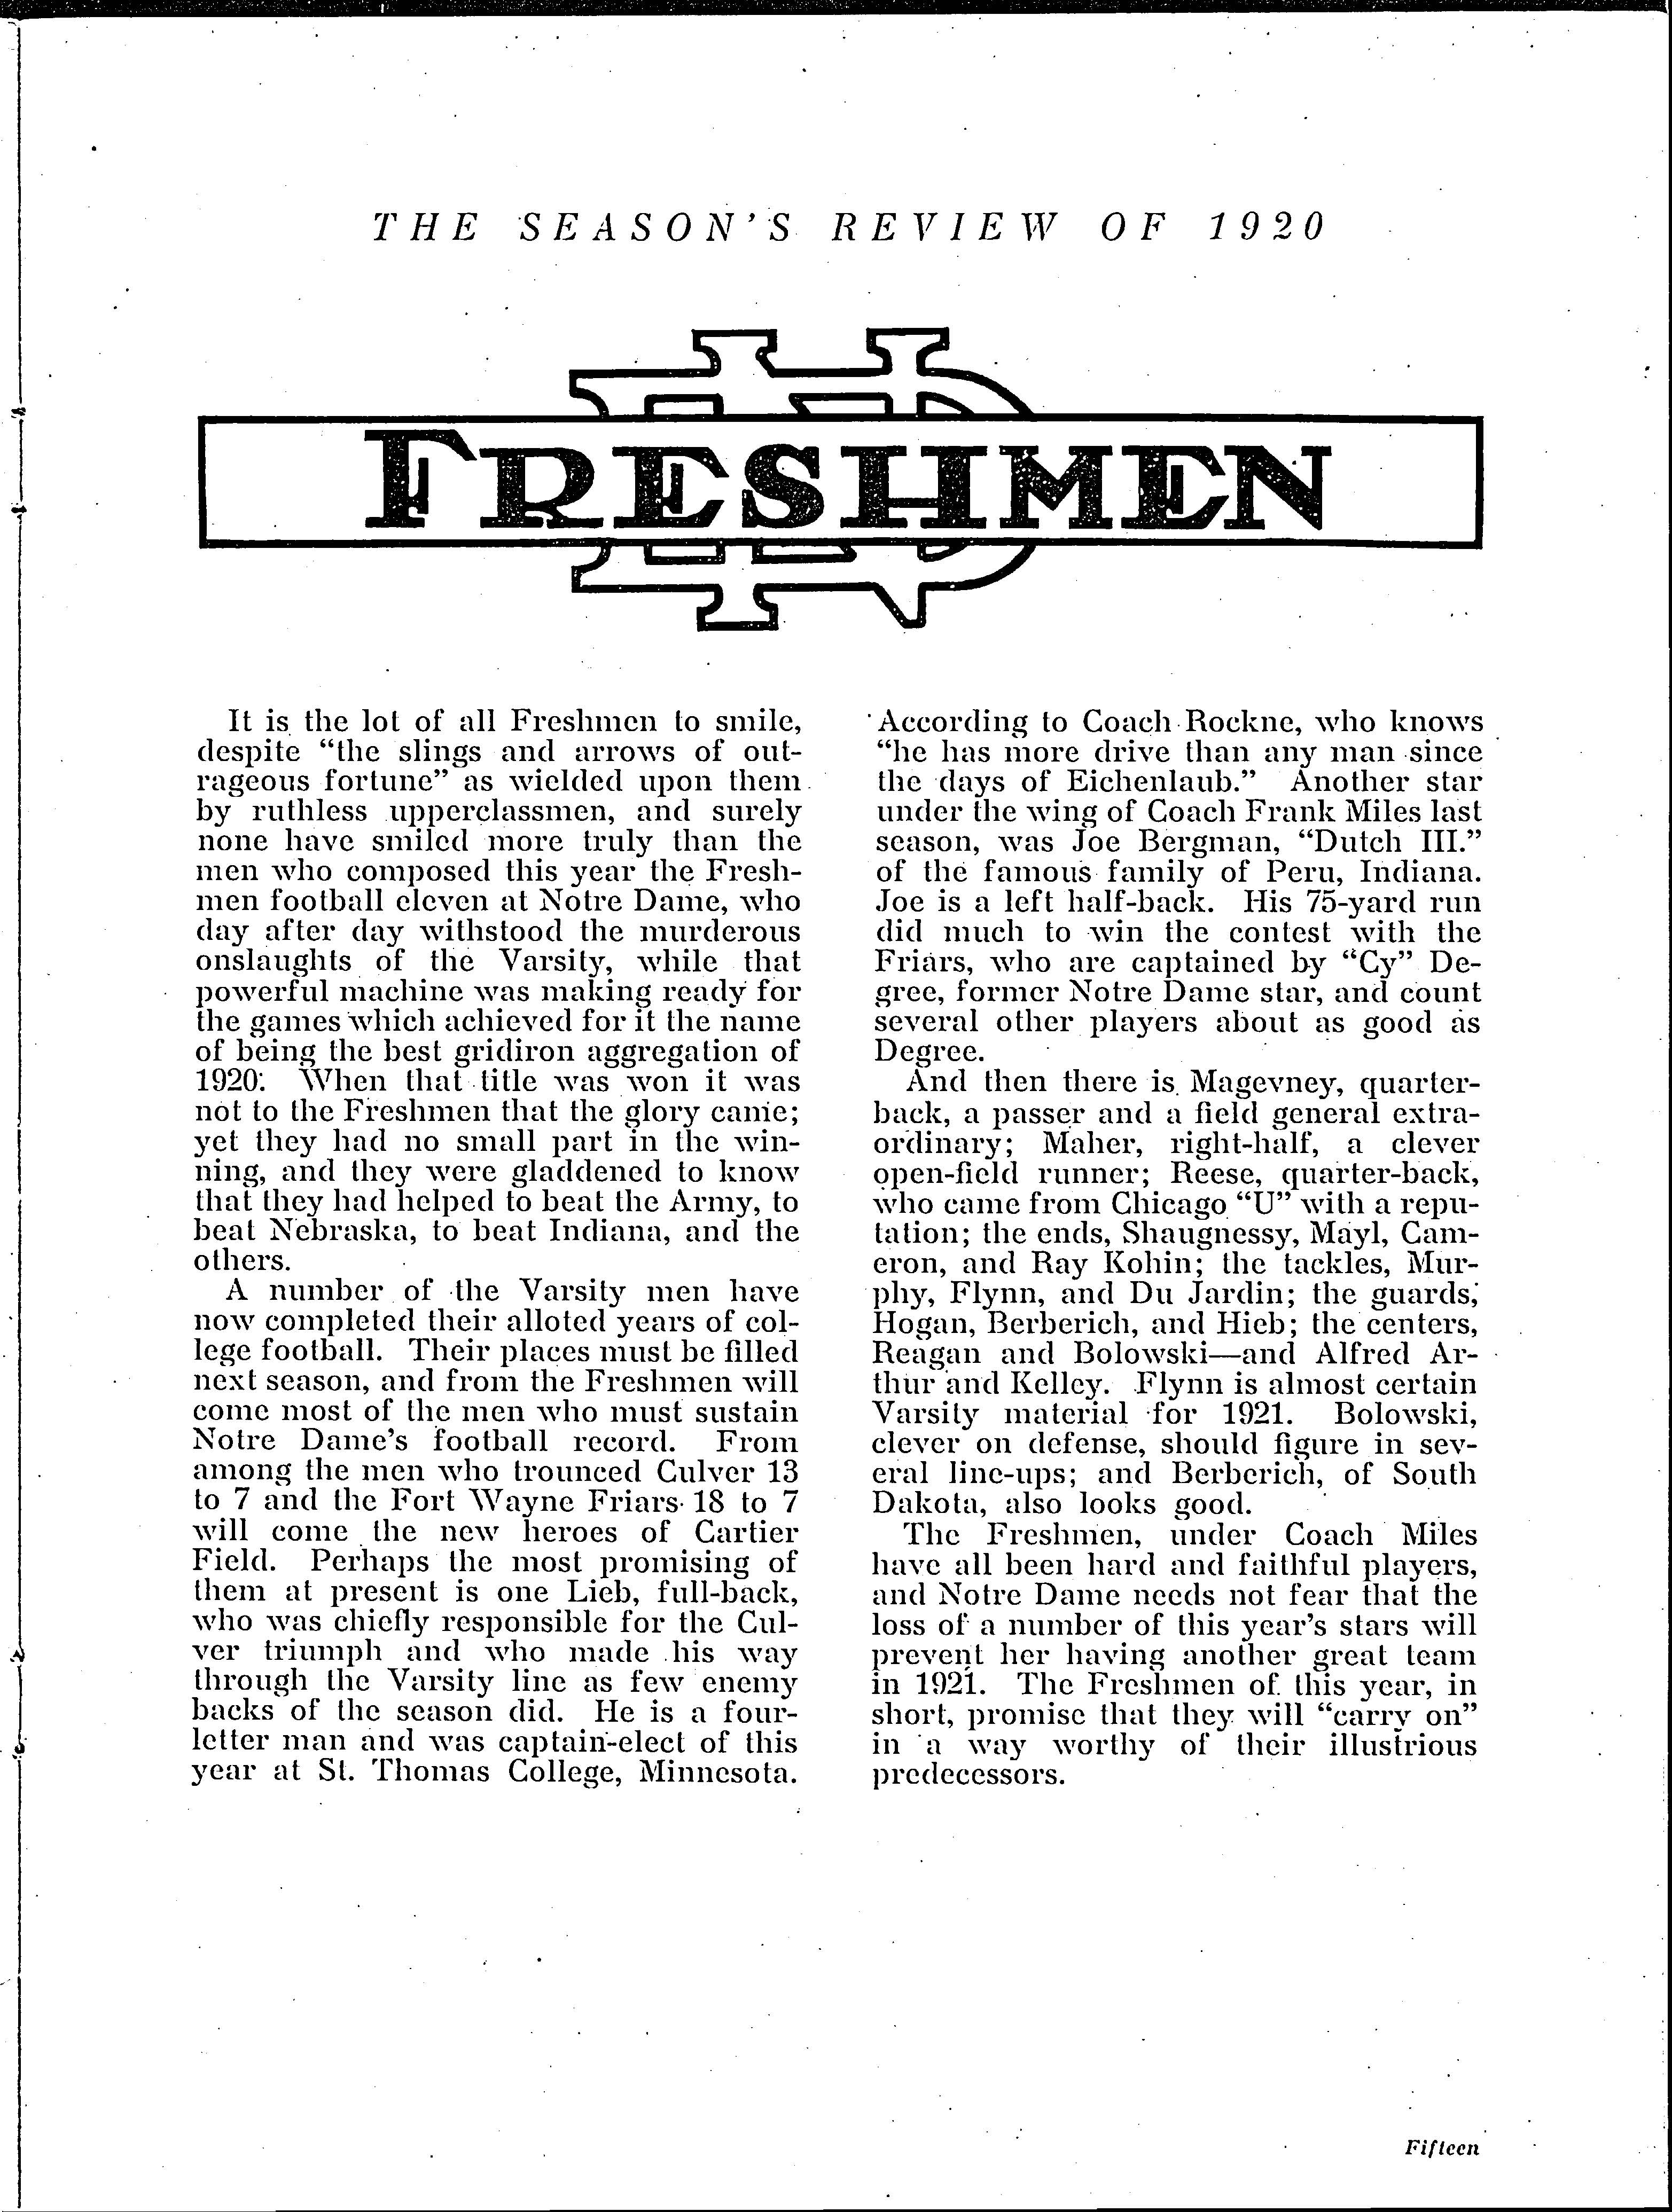 THE SEASON'S REVIEW OF 1920
FRESHMEN
It is the lot of all Freshmen to smile,
despite “the slings and arrows of out-
rageous fortune” as wielded upon them
by ruthless upperclassmen, and surely
none have smiled more truly than the
men who composed this year the Fresh-
men football eleven at Notre Dame, who
day after day withstood the murderous
onslaughts of the Varsity, while that
powerful machine was making ready for
the games which achieved for it the name
of being the best gridiron aggregation of
1920. When that title was won it was
not to the Freshmen that the glory came;
yet they had no small part in the win-
ning, and they were gladdened to know
that they had helped to beat the Army, to
beat Nebraska, to beat Indiana, and the
others.
A number of the Varsity men have
now completed their alloted years of col-
lege football. Their places must be filled
next season, and from the Freshmen will
come most of the men who must sustain
Notre Dame's football record. From
among the men who trounced Culver 13
to 7 and the Fort Wayne Friars 18 to 7
will come the new heroes of Cartier
Field. Perhaps the most promising of
them at present is one Lieb, full-back,
who was chiefly responsible for the Cul-
ver triumph and who made his way
through the Varsity line as few enemy
backs of the season did. He is a four-
letter man and was captain-elect of this
year at St. Thomas College, Minnesota.
According to Coach Rockne, who knows
“he has more drive than any man since
the days of Eichenlaub.” Another star
under the wing of Coach Frank Miles last
season, was Joe Bergman, “Dutch III.”
of the famous family of Peru, Indiana.
Joe is a left half-back. His 75-yard run
did much to win the contest with the
Friars, who are captained by “Cy” De-
gree, former Notre Dame star, and count
several other players about as good as
Degree.
And then there is Magevney, quarter-
back, a passer and a field general extra-
ordinary; Maher, right-half, a clever
open-field runner; Reese, quarter-back,
who came from Chicago “U” with a repu-
tation; the ends, Shaugnessy, Mayl, Cam-
eron, and Ray Kohin; the tackles, Mur-
phy, Flynn, and Du Jardin; the guards,
Hogan, Berberich, and Hieb; the centers,
Reagan and Bolowski—and Alfred Ar-
thur and Kelley. Flynn is almost certain
Varsity material for 1921. Bolowski,
clever on defense, should figure in sev-
eral line-ups; and Berberich, of South
Dakota, also looks good.
The Freshmen, under Coach Miles
have all been hard and faithful players,
and Notre Dame needs not fear that the
loss of a number of this year's stars will
prevent her having another great team
in 1921. The Freshmen of this year, in
short, promise that they will “carry on”
in a way worthy of their illustrious
predecessors.
Fifteen